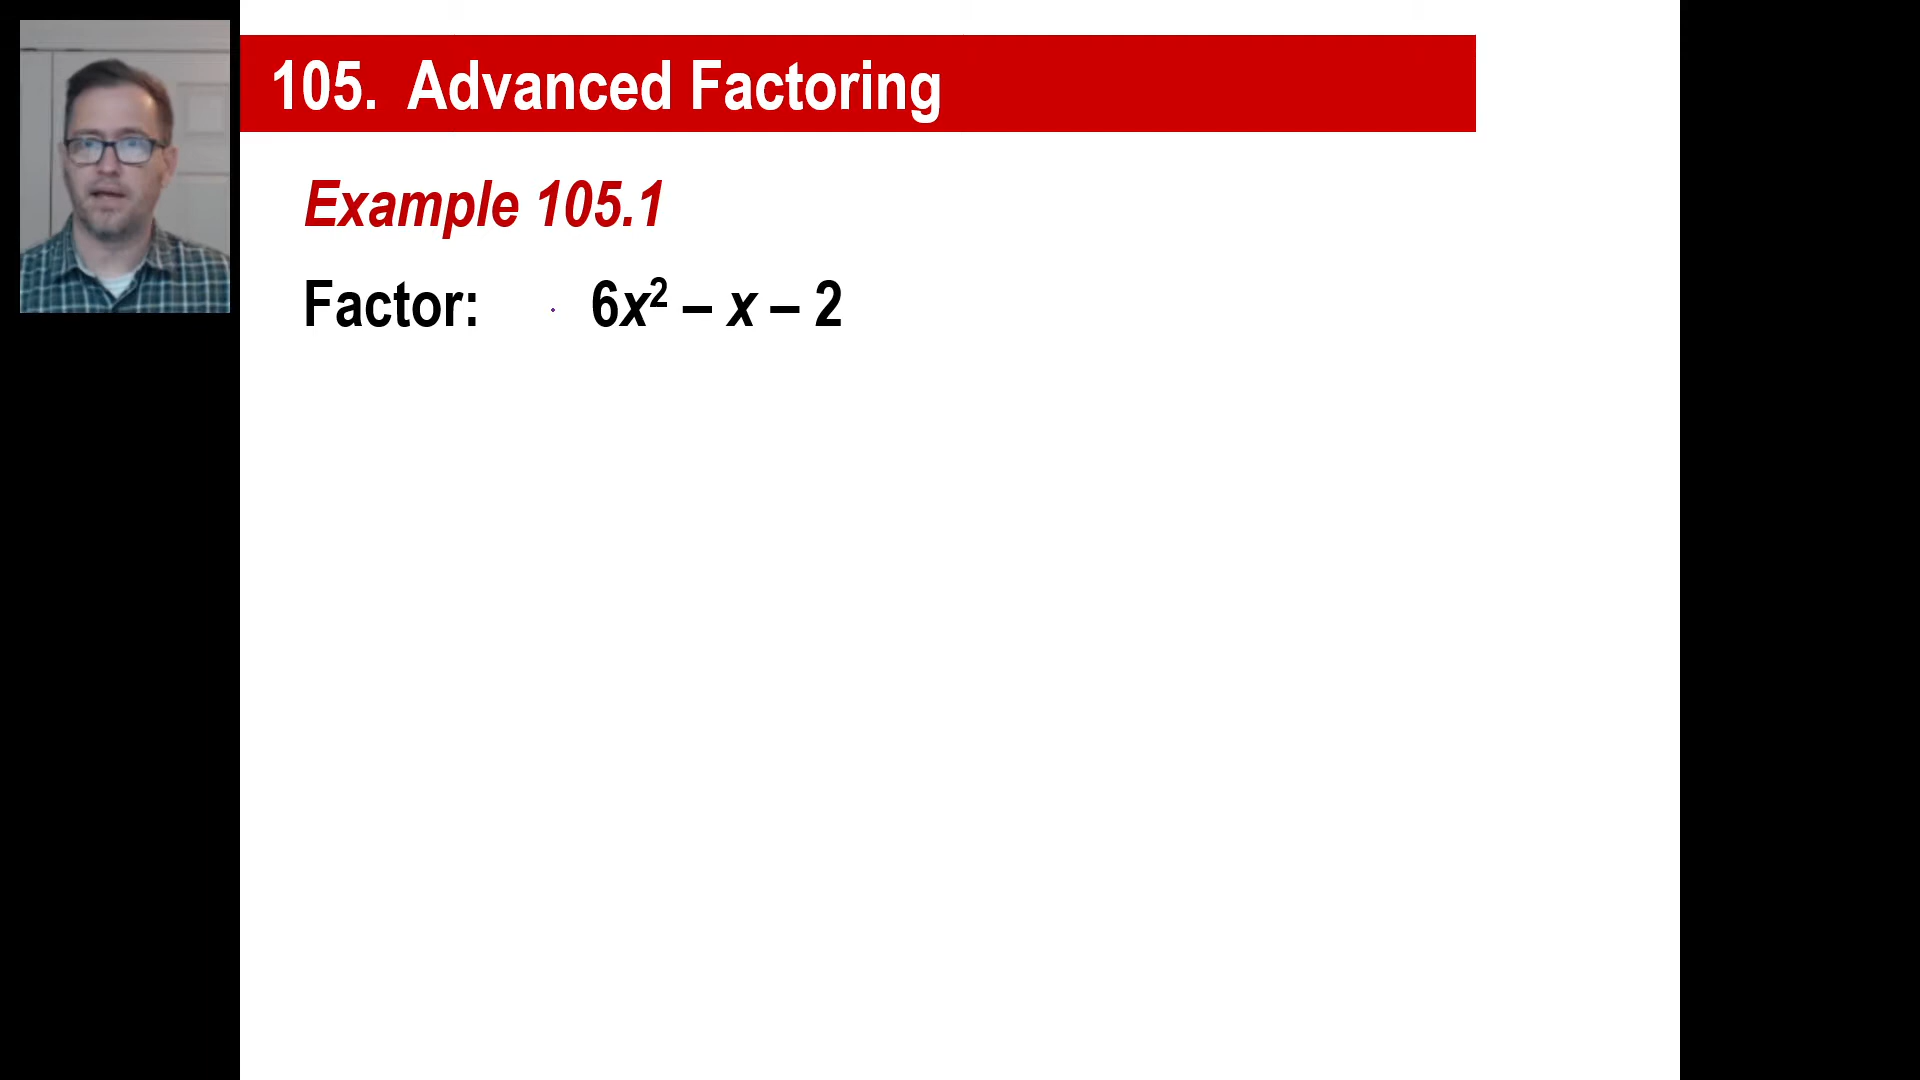 105. Advanced Factoring
Example 105.1
Factor: 6x² – x – 2